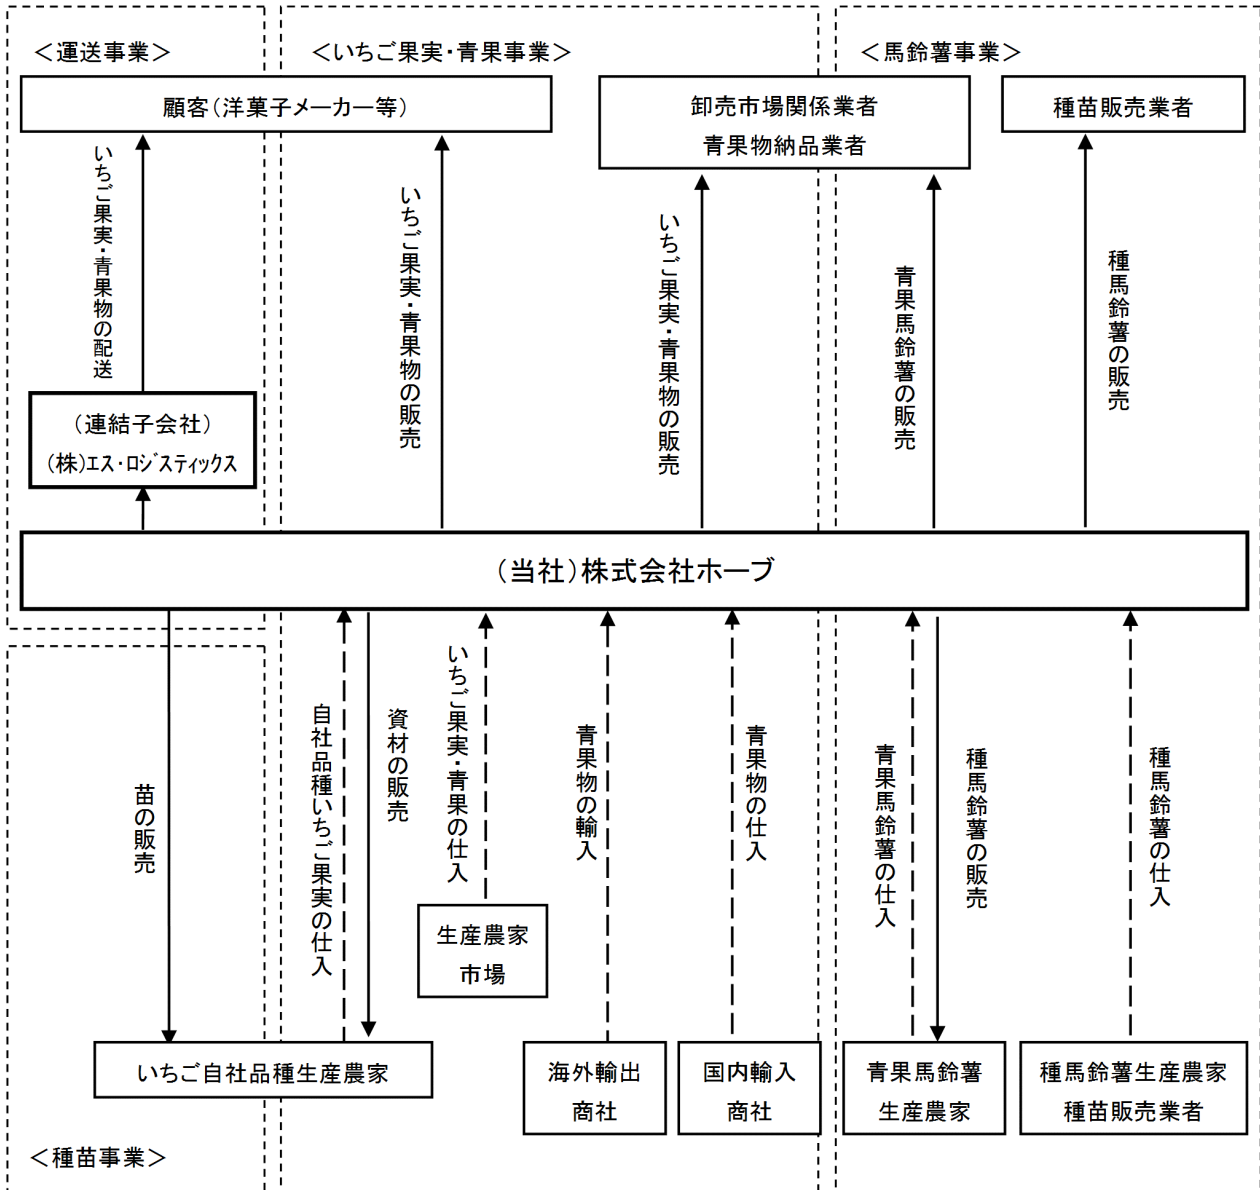 ＜運送事業＞
＜いちご果実・青果事業＞
＜馬鈴薯事業＞
顧客（洋菓子メーカー等）
卸売市場関係業者
青果物納品業者
種苗販売業者
いちご果実・青果物の配送
いちご果実・青果物の販売
いちご果実・青果物の販売
青果馬鈴薯の販売
種馬鈴薯の販売
（連結子会社）
（株）エス・ロジスティックス
（当社）株式会社ホーブ
苗の販売
自社品種いちご果実の仕入
資材の販売
いちご果実・青果の仕入
青果物の輸入
青果物の仕入
青果馬鈴薯の仕入
種馬鈴薯の販売
種馬鈴薯の仕入
生産農家
市場
いちご自社品種生産農家
海外輸出
商社
国内輸入
商社
青果馬鈴薯
生産農家
種馬鈴薯生産農家
種苗販売業者
＜種苗事業＞